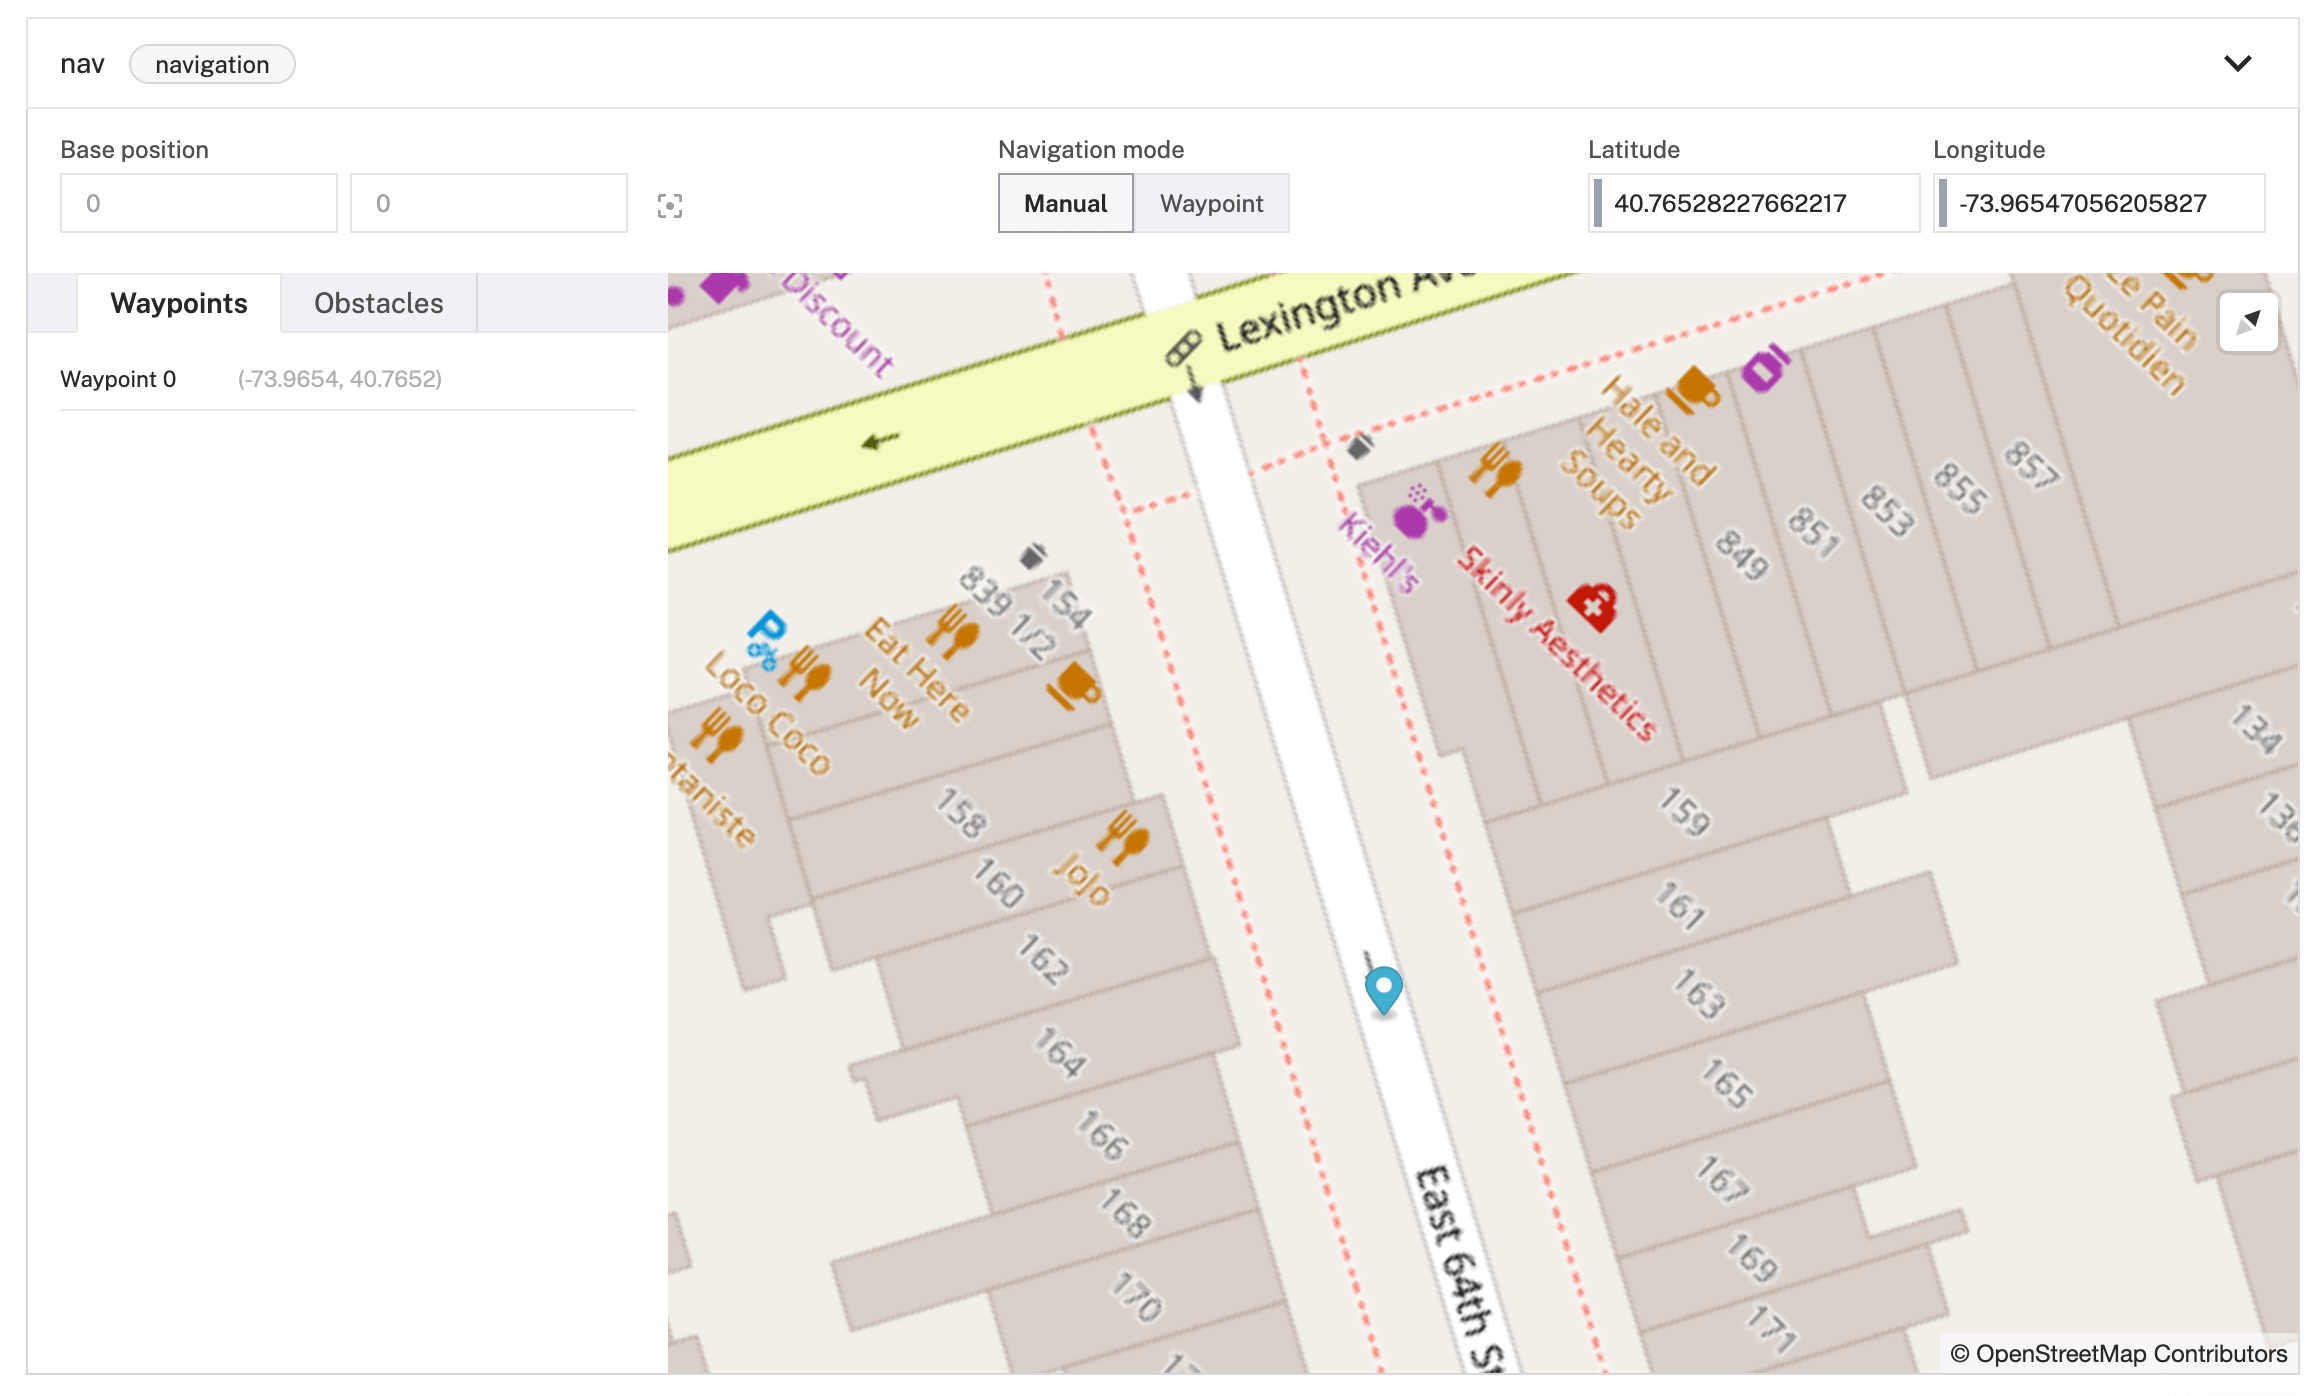 nav navigation
Base position
0 0
Navigation mode
Manual Waypoint
Latitude
40.76528227662217
Longitude
-73.96547056205827
Waypoints Obstacles
Waypoint 0 (-73.9654, 40.7652)
Discount
Lexington
Le Pain
Quotidien
Hale and
Hearty
Soups
857
855
853
851
849
Kiehl's
Skinly Aesthetics
839 1/2
154
P
Eat Here
Now
Loco Coco
158
JoJo
160
162
164
166
168
170
134
159
161
163
165
167
169
171
East 64th
© OpenStreetMap Contributors